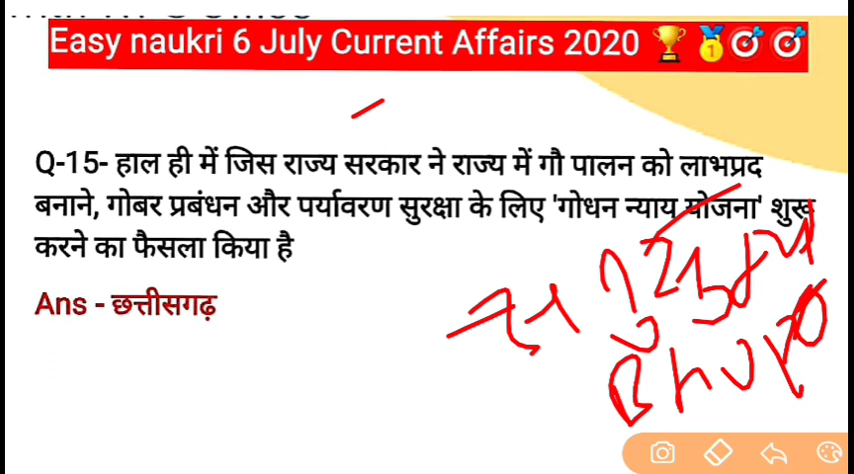 Easy naukri 6 July Current Affairs 2020 🏆 🥇🎯 🎯
Q-15- हाल ही में जिस राज्य सरकार ने राज्य में गौ पालन को लाभप्रद
बनाने, गोबर प्रबंधन और पर्यावरण सुरक्षा के लिए 'गोधन न्याय योजना' शुरू
करने का फैसला किया है
Ans - छत्तीसगढ़